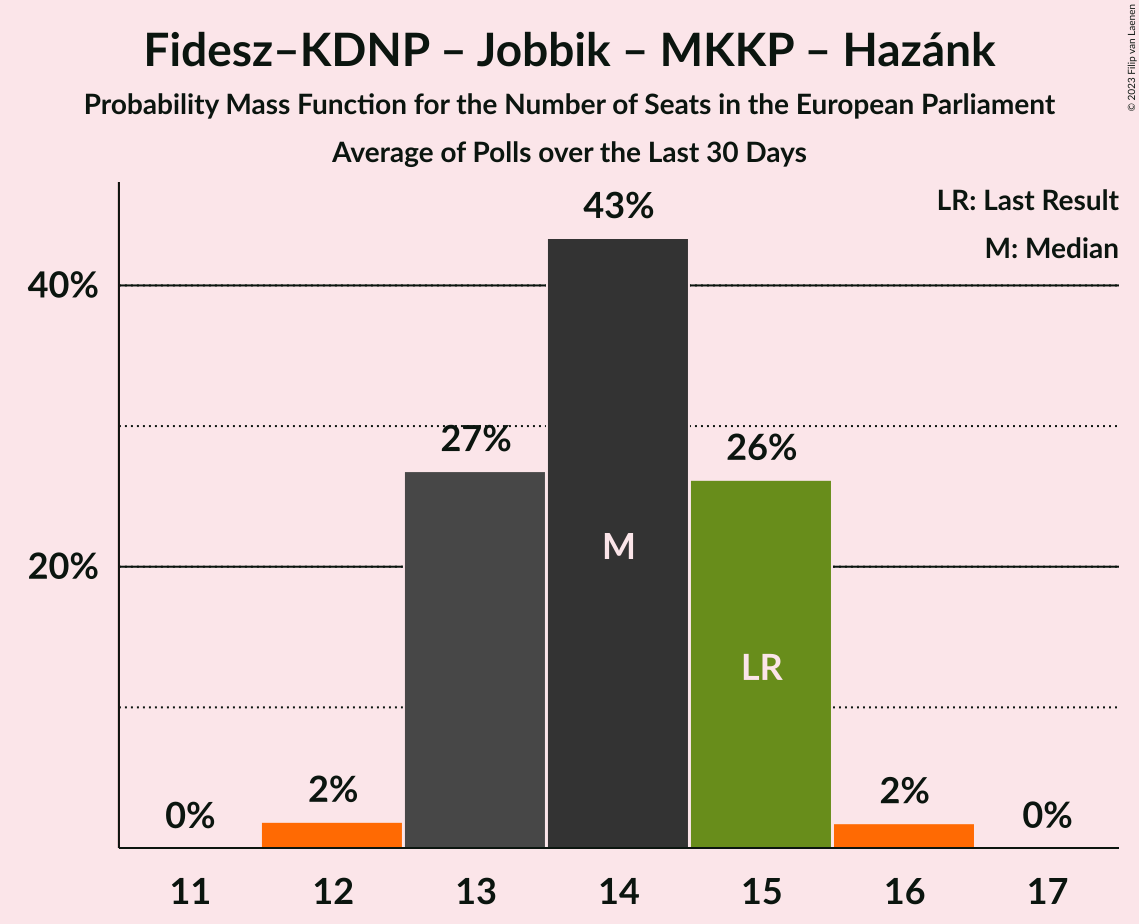 Fidesz–KDNP – Jobbik – MKKP – Hazánk
Probability Mass Function for the Number of Seats in the European Parliament
Average of Polls over the Last 30 Days
© 2023 Filip van Laenen
LR: Last Result
M: Median
43%
40%
27%
26%
M
20%
LR
2%
2%
0%
0%
11 12 13 14 15 16 17